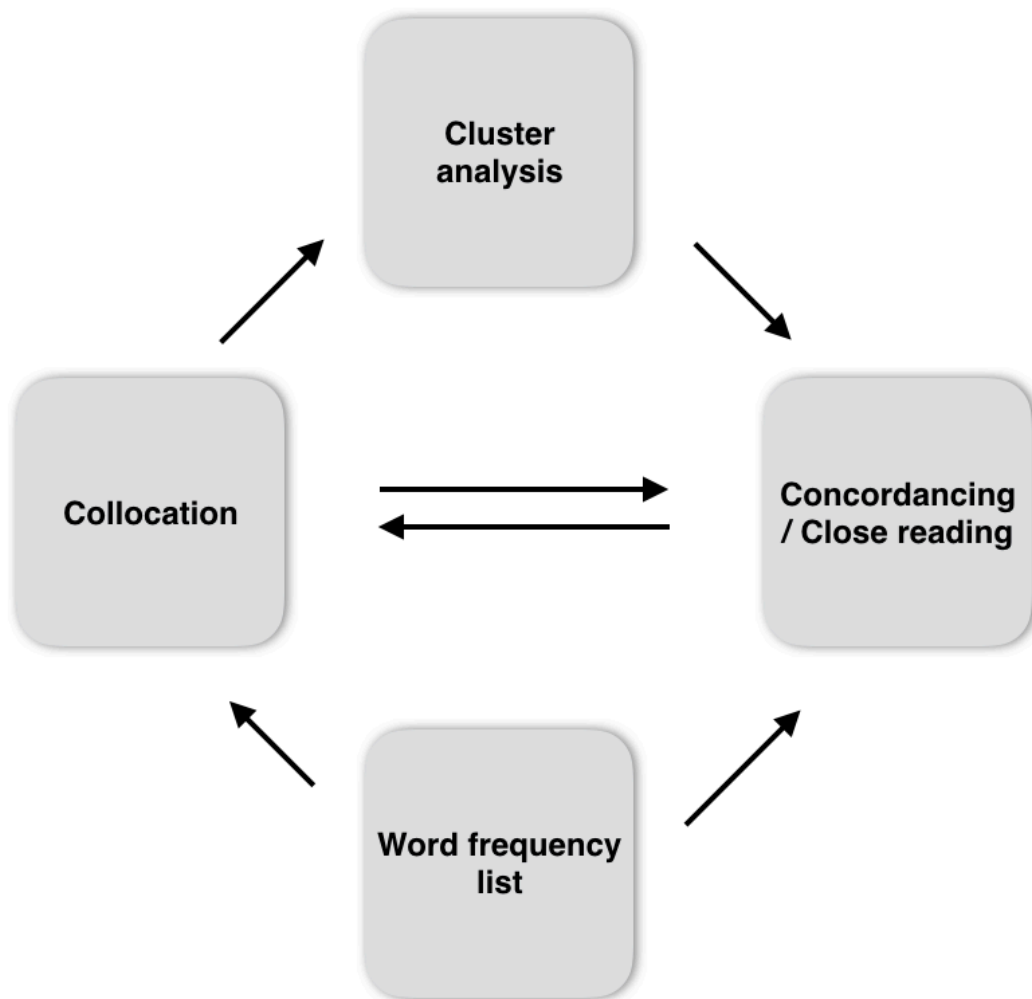 Cluster
analysis
Collocation
Concordancing
/ Close reading
Word frequency
list